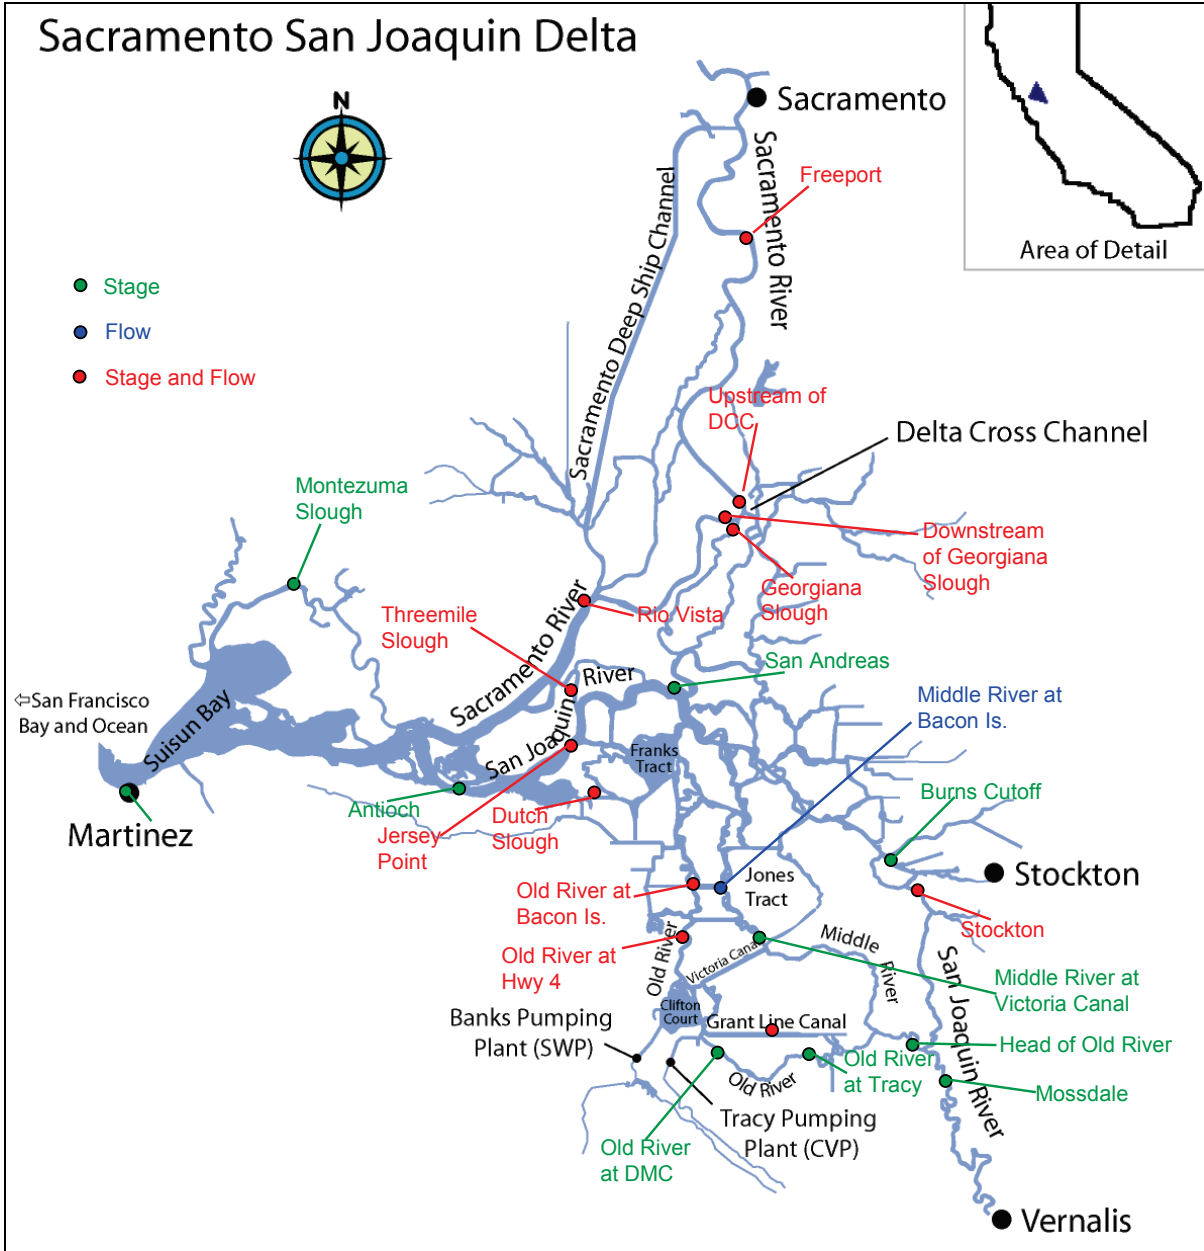 Sacramento San Joaquin Delta
N
Sacramento
Sacramento River
Freeport
Area of Detail
Stage
Flow
Stage and Flow
Sacramento Deep Ship Channel
Upstream of
DCC
Delta Cross Channel
Montezuma
Slough
Downstream
of Georgiana
Slough
Georgiana
Slough
Threemile
Slough
Rio Vista
Sacramento River
San Andreas
⇦San Francisco
Bay and Ocean
Suisun Bay
San Joaquin River
Middle River at
Bacon Is.
Franks
Tract
Burns Cutoff
Martinez
Antioch
Jersey
Point
Dutch
Slough
Jones
Tract
Stockton
Old River at
Bacon Is.
Stockton
Old River at
Hwy 4
Old River
Victoria Canal
Middle River
San Joaquin River
Middle River at
Victoria Canal
Clifton
Court
Banks Pumping
Plant (SWP)
Grant Line Canal
Head of Old River
Old River
at Tracy
Old River
Mossdale
Tracy Pumping
Plant (CVP)
Old River
at DMC
Vernalis